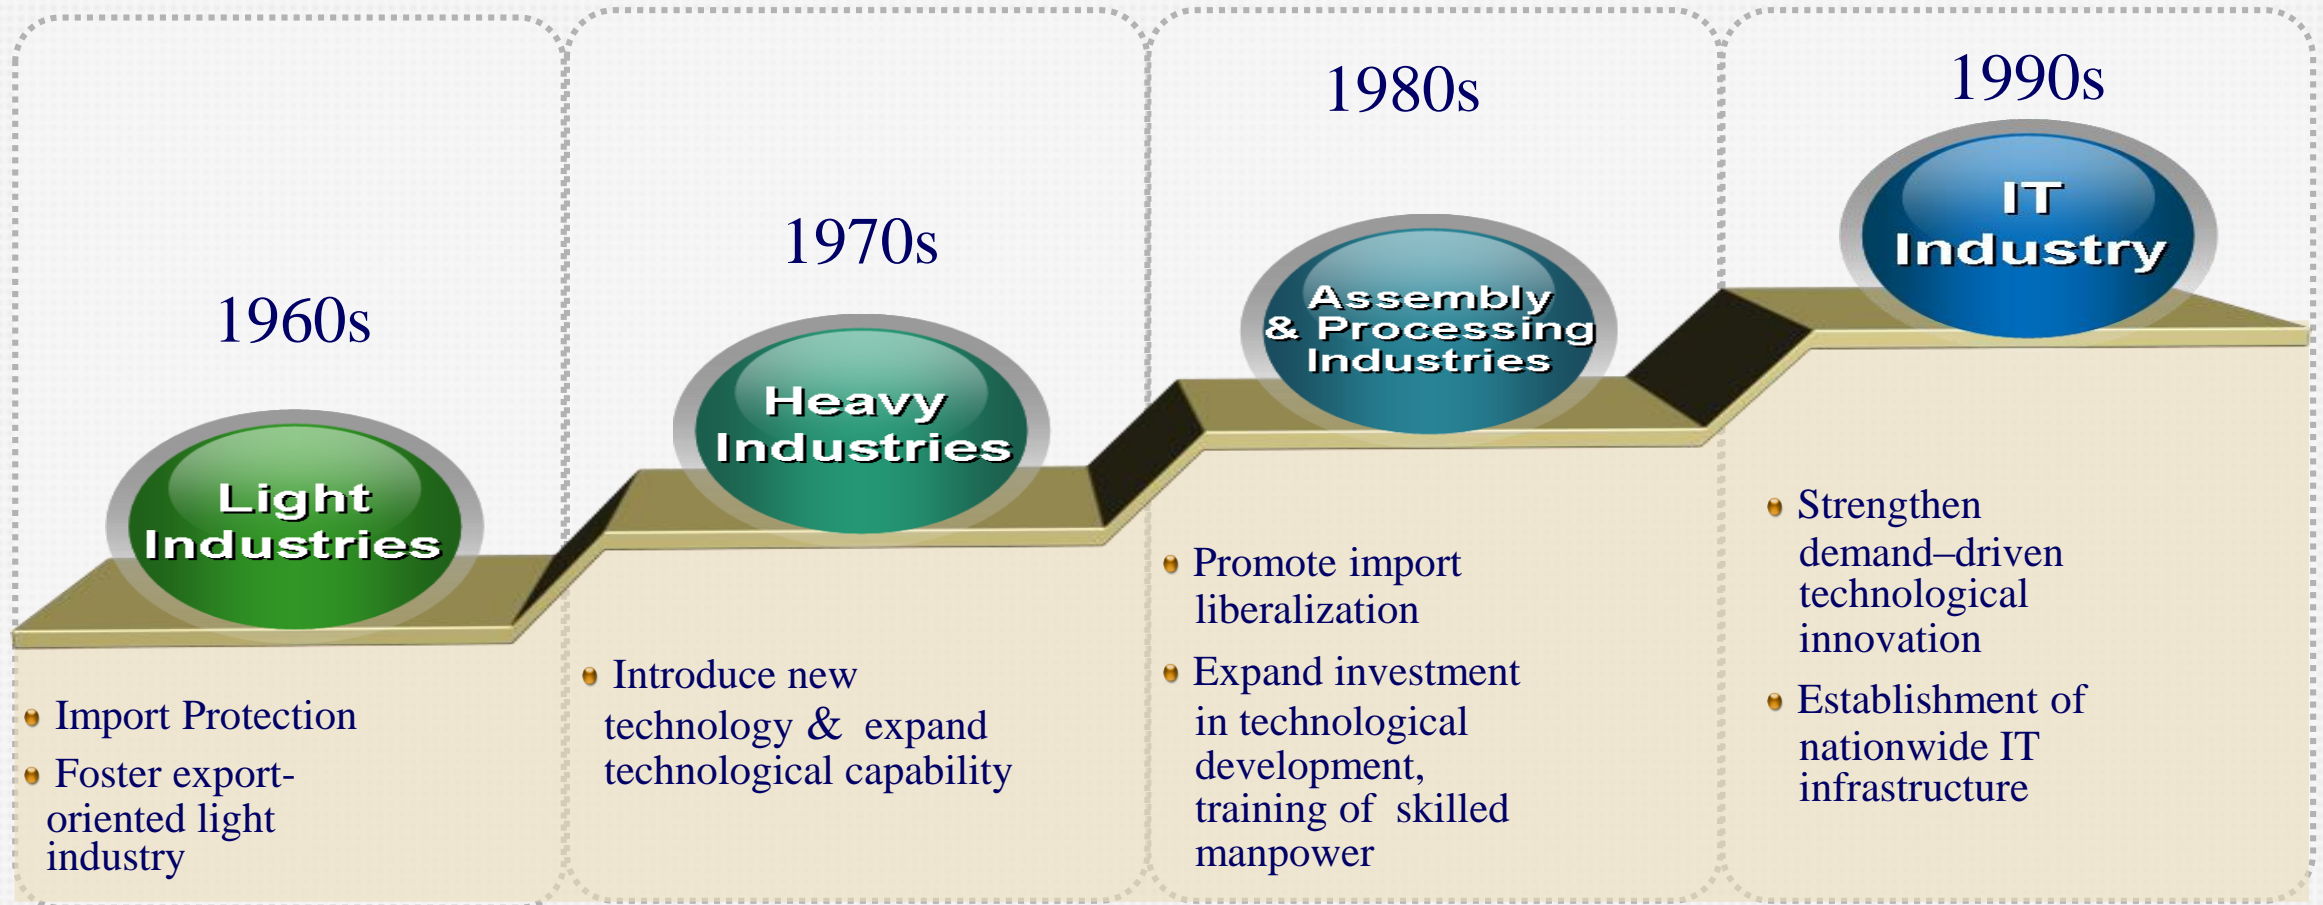 1960s
Light
Industries
Import Protection
Foster export-
oriented light
industry
1970s
Heavy
Industries
Introduce new
technology & expand
technological capability
1980s
Assembly
& Processing
Industries
Promote import
liberalization
Expand investment
in technological
development,
training of skilled
manpower
1990s
IT
Industry
Strengthen
demand–driven
technological
innovation
Establishment of
nationwide IT
infrastructure